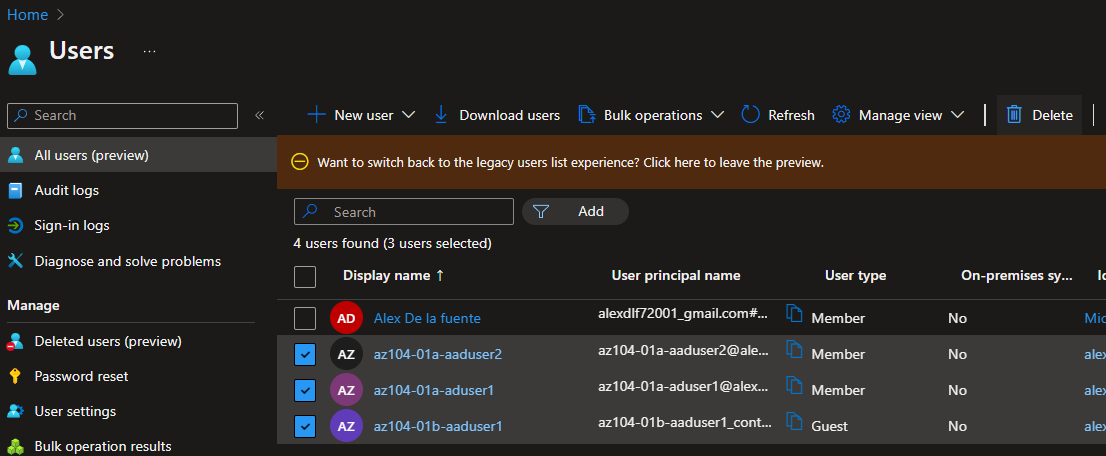 Home >
Users ...
Search «
All users (preview)
Audit logs
Sign-in logs
Diagnose and solve problems
Manage
Deleted users (preview)
Password reset
User settings
Bulk operation results
+ New user Download users Bulk operations Refresh Manage view Delete
Want to switch back to the legacy users list experience? Click here to leave the preview.
Search Add
4 users found (3 users selected)
Display name ↑ User principal name User type On-premises sy... Id
AD Alex De la fuente alexdlf72001_gmail.com#... Member No Mic
AZ az104-01a-aaduser2 az104-01a-aaduser2@ale... Member No alex
AZ az104-01a-aduser1 az104-01a-aduser1@alex... Member No alex
AZ az104-01b-aaduser1 az104-01b-aaduser1_cont... Guest No alex